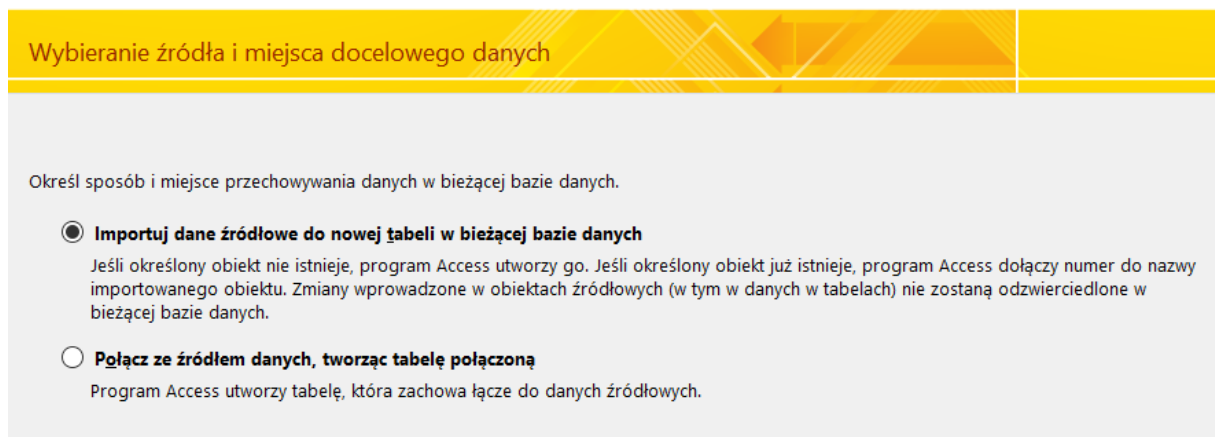 Wybieranie źródła i miejsca docelowego danych
Określ sposób i miejsce przechowywania danych w bieżącej bazie danych.
Importuj dane źródłowe do nowej tabeli w bieżącej bazie danych
Jeśli określony obiekt nie istnieje, program Access utworzy go. Jeśli określony obiekt już istnieje, program Access dołączy numer do nazwy
importowanego obiektu. Zmiany wprowadzone w obiektach źródłowych (w tym w danych w tabelach) nie zostaną odzwierciedlone w
bieżącej bazie danych.
Połącz ze źródłem danych, tworząc tabelę połączoną
Program Access utworzy tabelę, która zachowa łącze do danych źródłowych.